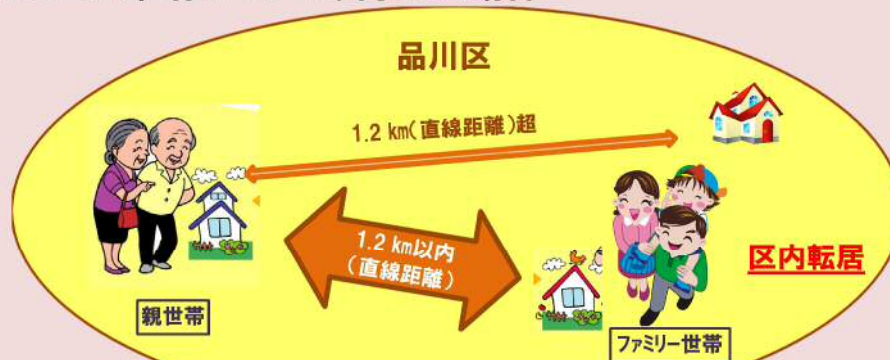 品川区
1.2 km(直線距離)超
1.2 km以内
(直線距離)
区内転居
親世帯
ファミリー世帯